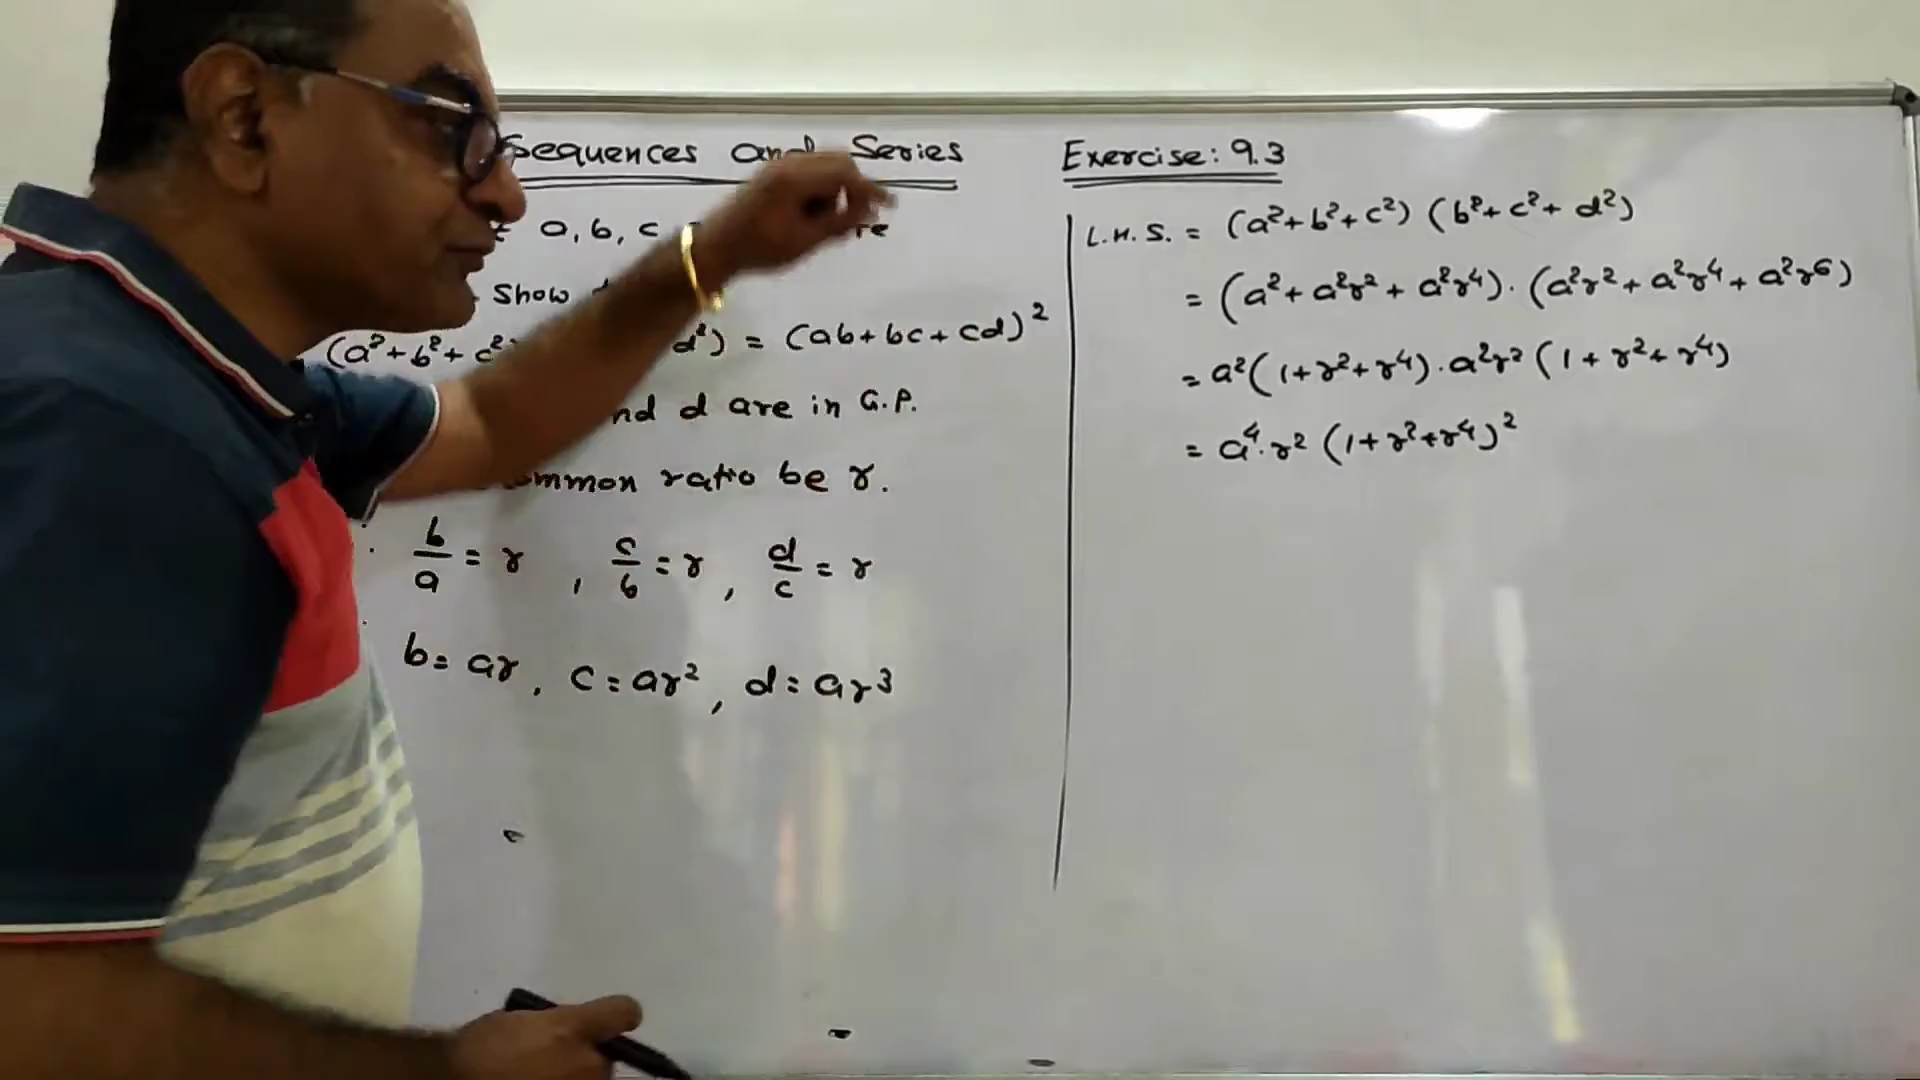 Sequences and Series
a, b, c
Show
(a²+b²+c² d²) = (ab+bc+cd)²
nd d are in G.P.
ommon ratio be r.
b/a = r , c/b = r , d/c = r
b = ar , c = ar² , d = ar³
Exercise: 9.3
L.H.S. = (a²+b²+c²) (b²+c²+d²)
= (a²+a²r²+a²r⁴) . (a²r²+a²r⁴+a²r⁶)
= a²(1+r²+r⁴) . a²r²(1+r²+r⁴)
= a⁴.r² (1+r²+r⁴)²